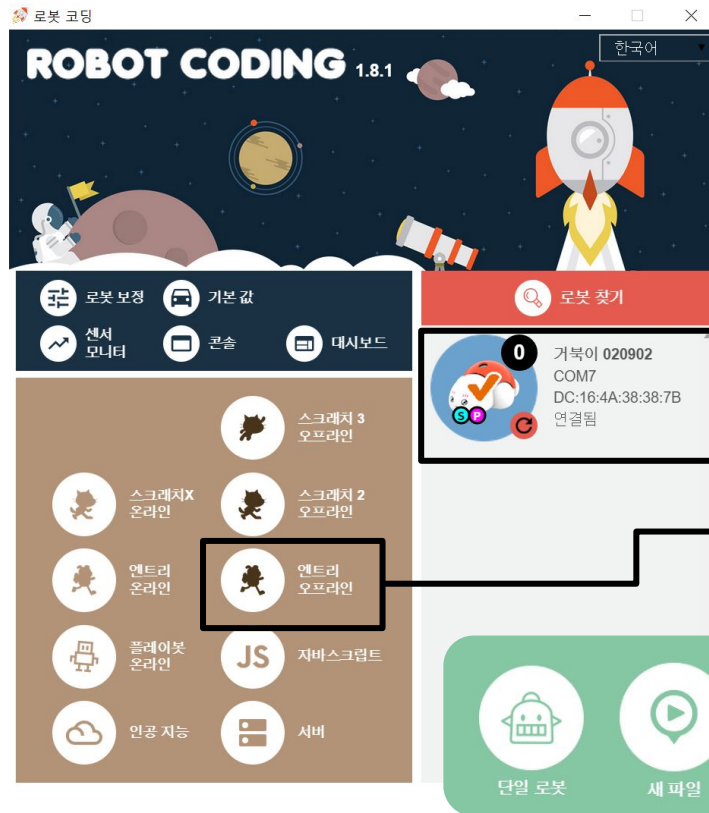 로봇 코딩
한국어
ROBOT CODING 1.8.1
로봇 보정
기본 값
로봇 찾기
센서
모니터
콘솔
대시보드
0
거북이 020902
COM7
DC:16:4A:38:38:7B
연결됨
S P
스크래치 3
오프라인
스크래치X
온라인
스크래치 2
오프라인
엔트리
온라인
엔트리
오프라인
플레이봇
온라인
JS
자바스크립트
인공 지능
서버
단일 로봇
새 파일